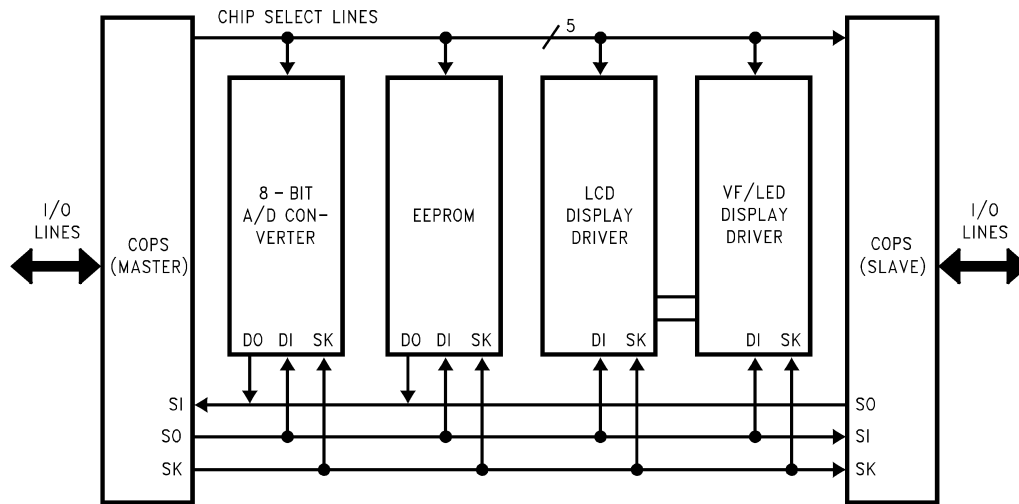 CHIP SELECT LINES
5
8 - BIT
A/D CON-
VERTER
EEPROM
LCD
DISPLAY
DRIVER
VF/LED
DISPLAY
DRIVER
I/O
LINES
COPS
(MASTER)
COPS
(SLAVE)
I/O
LINES
DO DI SK
DO DI SK
DI SK
DI SK
SI
SO
SK
SO
SI
SK